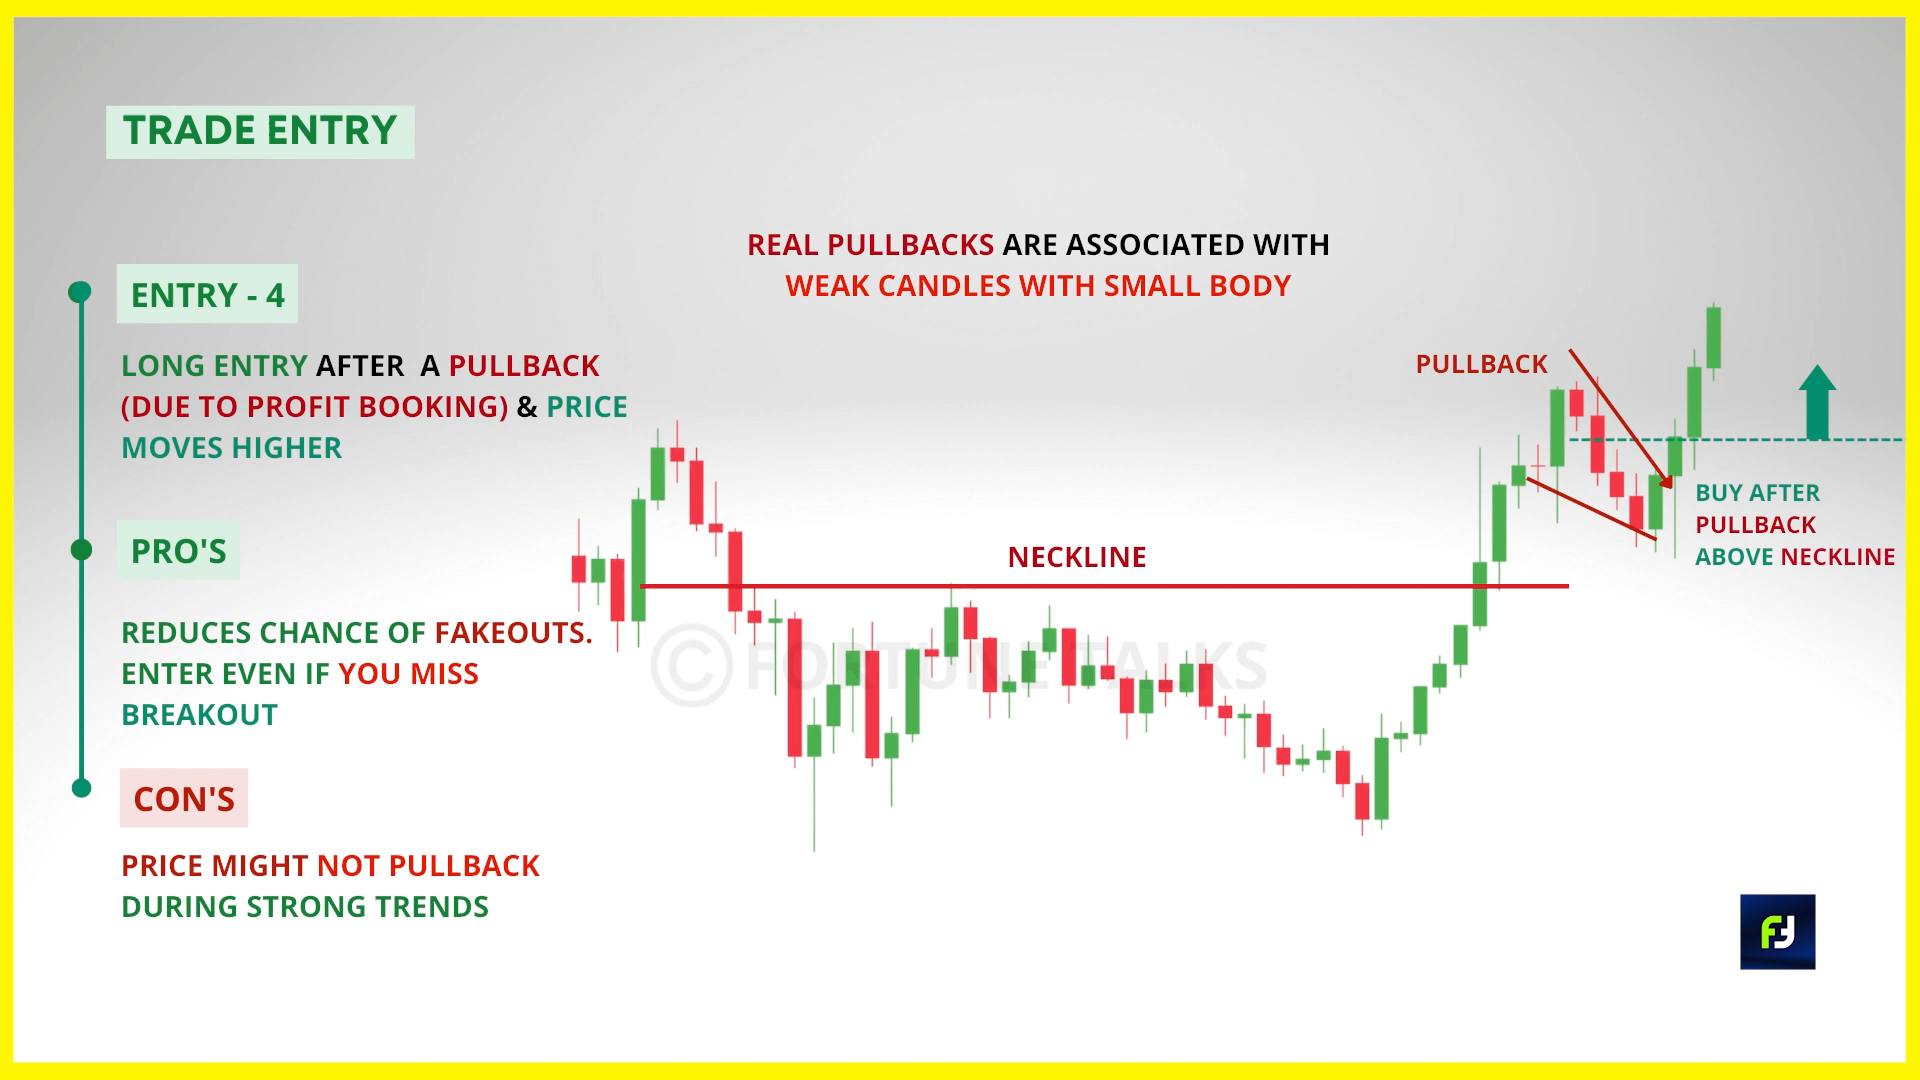 TRADE ENTRY
REAL PULLBACKS ARE ASSOCIATED WITH
WEAK CANDLES WITH SMALL BODY
ENTRY - 4
LONG ENTRY AFTER A PULLBACK
(DUE TO PROFIT BOOKING) & PRICE
MOVES HIGHER
PRO'S
REDUCES CHANCE OF FAKEOUTS.
ENTER EVEN IF YOU MISS
BREAKOUT
CON'S
PRICE MIGHT NOT PULLBACK
DURING STRONG TRENDS
PULLBACK
NECKLINE
BUY AFTER
PULLBACK
ABOVE NECKLINE
© FORTUNE TALKS